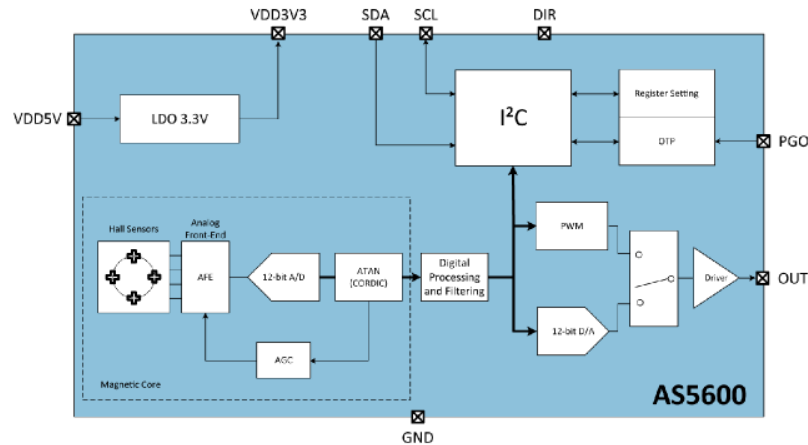 VDD3V3
SDA
SCL
DIR
VDD5V
LDO 3.3V
I²C
Register Setting
OTP
PGO
Hall Sensors
Analog
Front-End
AFE
12-bit A/D
ATAN
(CORDIC)
Digital
Processing
and Filtering
PWM
12-bit D/A
Driver
OUT
AGC
Magnetic Core
AS5600
GND